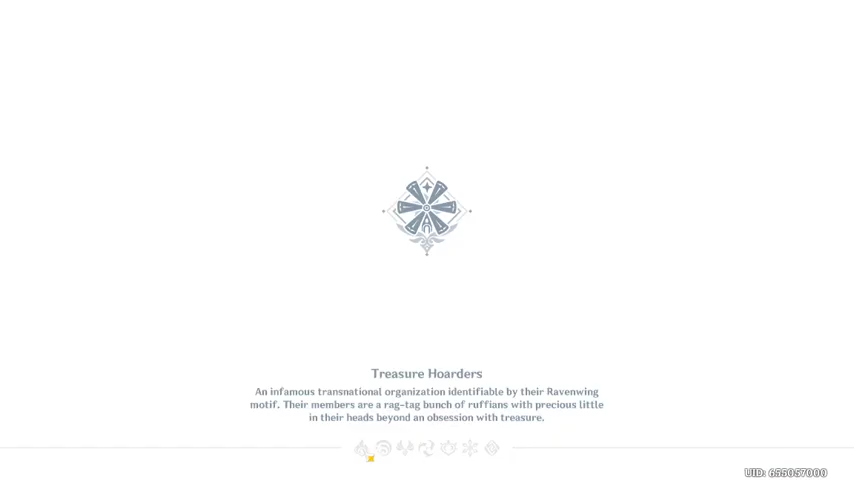 Treasure Hoarders
An infamous transnational organization identifiable by their Ravenwing
motif. Their members are a rag-tag bunch of ruffians with precious little
in their heads beyond an obsession with treasure.
UID: 655057000